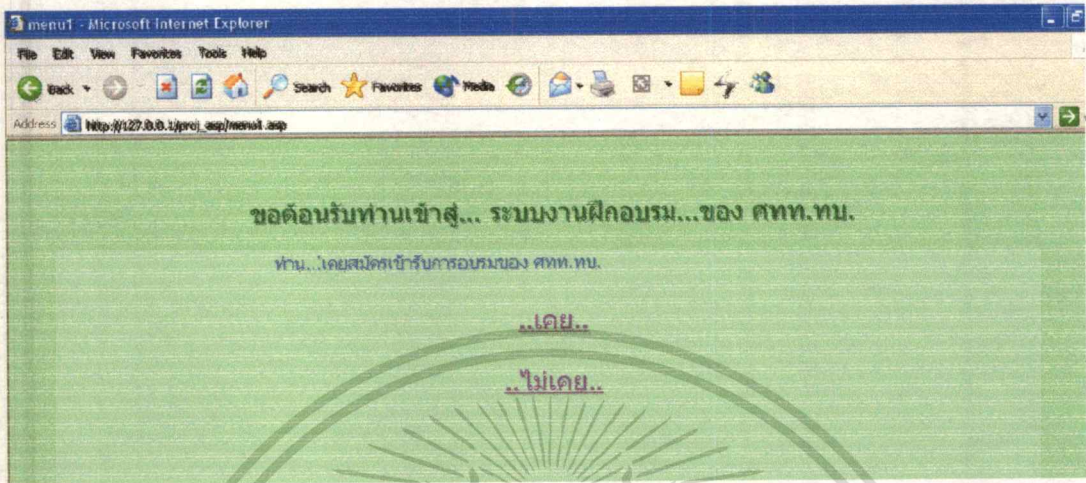 menu1 - Microsoft Internet Explorer
File Edit View Favorites Tools Help
Back Search Favorites Media
Address http://127.0.0.1/proj_asp/menu1.asp
ขอต้อนรับท่านเข้าสู่... ระบบงานฝึกอบรม...ของ ศทท.ทบ.
ท่าน...เคยสมัครเข้ารับการอบรมของ ศทท.ทบ.
..เคย..
..ไม่เคย..